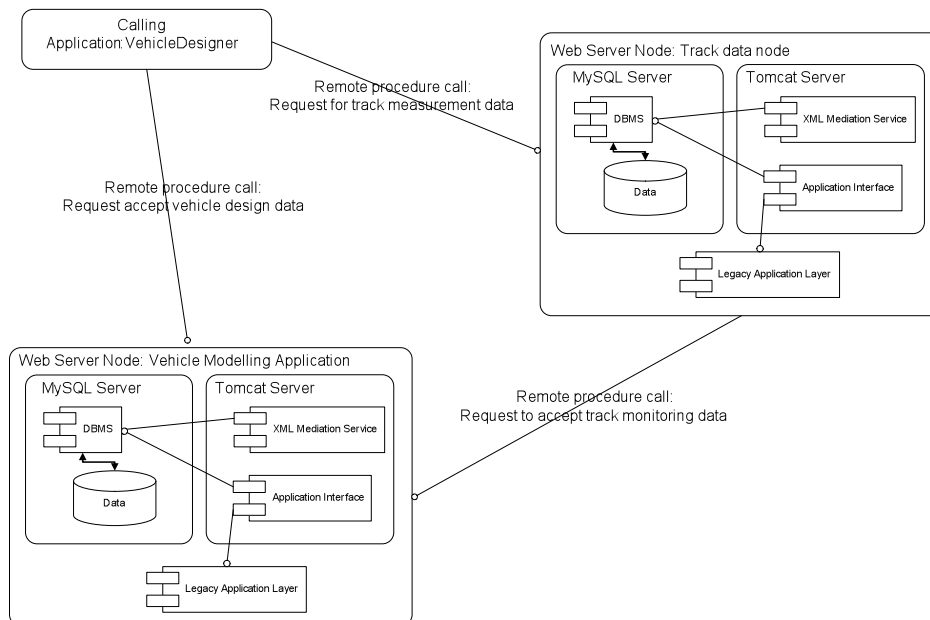 Calling
Application:VehicleDesigner
Remote procedure call:
Request for track measurement data
Web Server Node: Track data node
MySQL Server
Tomcat Server
DBMS
XML Mediation Service
Data
Application Interface
Legacy Application Layer
Remote procedure call:
Request accept vehicle design data
Web Server Node: Vehicle Modelling Application
MySQL Server
Tomcat Server
DBMS
XML Mediation Service
Data
Application Interface
Legacy Application Layer
Remote procedure call:
Request to accept track monitoring data